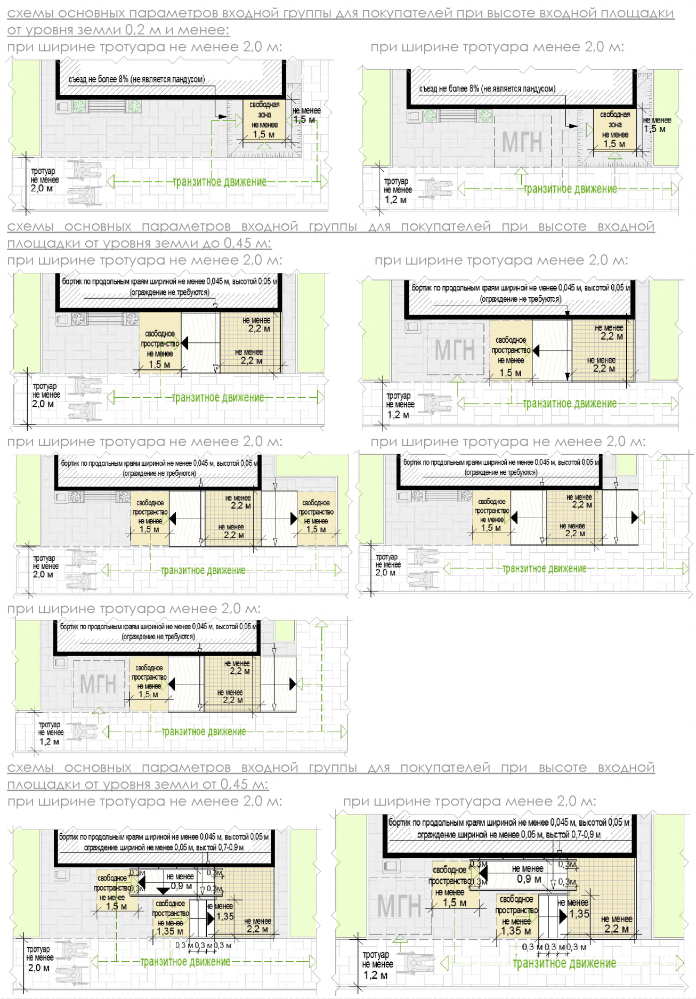 схемы основных параметров входной группы для покупателей при высоте входной площадки
от уровня земли 0,2 м и менее:
при ширине тротуара не менее 2,0 м:
съезд не более 8% (не является пандусом)
свободная
зона
не менее
1,5 м
не менее
1,5 м
тротуар
не менее
2,0 м
транзитное движение
при ширине тротуара менее 2,0 м:
съезд не более 8% (не является пандусом)
свободная
зона
не менее
1,5 м
не менее
1,5 м
МГН
тротуар
не менее
1,2 м
транзитное движение
схемы основных параметров входной группы для покупателей при высоте входной
площадки от уровня земли до 0,45 м:
при ширине тротуара не менее 2,0 м:
бортик по продольным краям шириной не менее 0,045 м, высотой 0,05 м
(ограждение не требуются)
свободное
пространство
не менее
1,5 м
не менее
2,2 м
не менее
2,2 м
тротуар
не менее
2,0 м
транзитное движение
при ширине тротуара менее 2,0 м:
бортик по продольным краям шириной не менее 0,045 м, высотой 0,05 м
(ограждение не требуются)
МГН
свободное
пространство
не менее
1,5 м
не менее
2,2 м
не менее
2,2 м
тротуар
не менее
1,2 м
транзитное движение
при ширине тротуара не менее 2,0 м:
бортик по продольным краям шириной не менее 0,045 м, высотой 0,05 м
(ограждение не требуются)
свободное
пространство
не менее
1,5 м
не менее
2,2 м
не менее
2,2 м
свободное
пространство
не менее
1,5 м
тротуар
не менее
2,0 м
транзитное движение
при ширине тротуара не менее 2,0 м:
бортик по продольным краям шириной не менее 0,045 м, высотой 0,05 м
(ограждение не требуются)
свободное
пространство
не менее
1,5 м
не менее
2,2 м
не менее
2,2 м
тротуар
не менее
2,0 м
транзитное движение
при ширине тротуара менее 2,0 м:
бортик по продольным краям шириной не менее 0,045 м, высотой 0,05 м
(ограждение не требуются)
МГН
свободное
пространство
не менее
1,5 м
не менее
2,2 м
не менее
2,2 м
тротуар
не менее
1,2 м
транзитное движение
схемы основных параметров входной группы для покупателей при высоте входной
площадки от уровня земли от 0,45 м:
при ширине тротуара не менее 2,0 м:
бортик по продольным краям шириной не менее 0,045 м, высотой 0,05 м
ограждение шириной не менее 0,05 м, выстой 0,7-0,9 м
свободное
пространство
не менее
1,5 м
0,3м
0,3м
не менее
0,9 м
0,3м
0,3м
свободное
пространство
не менее
1,35 м
не менее
1,35
не менее
2,2 м
0,3 м 0,3 м 0,3 м
тротуар
не менее
2,0 м
транзитное движение
при ширине тротуара менее 2,0 м:
бортик по продольным краям шириной не менее 0,045 м, высотой 0,05 м
ограждение шириной не менее 0,05 м, выстой 0,7-0,9 м
МГН
свободное
пространство
не менее
1,5 м
0,3м
0,3м
не менее
0,9 м
0,3м
0,3м
свободное
пространство
не менее
1,35 м
не менее
1,35
не менее
2,2 м
0,3 м 0,3 м 0,3 м
тротуар
не менее
1,2 м
транзитное движение